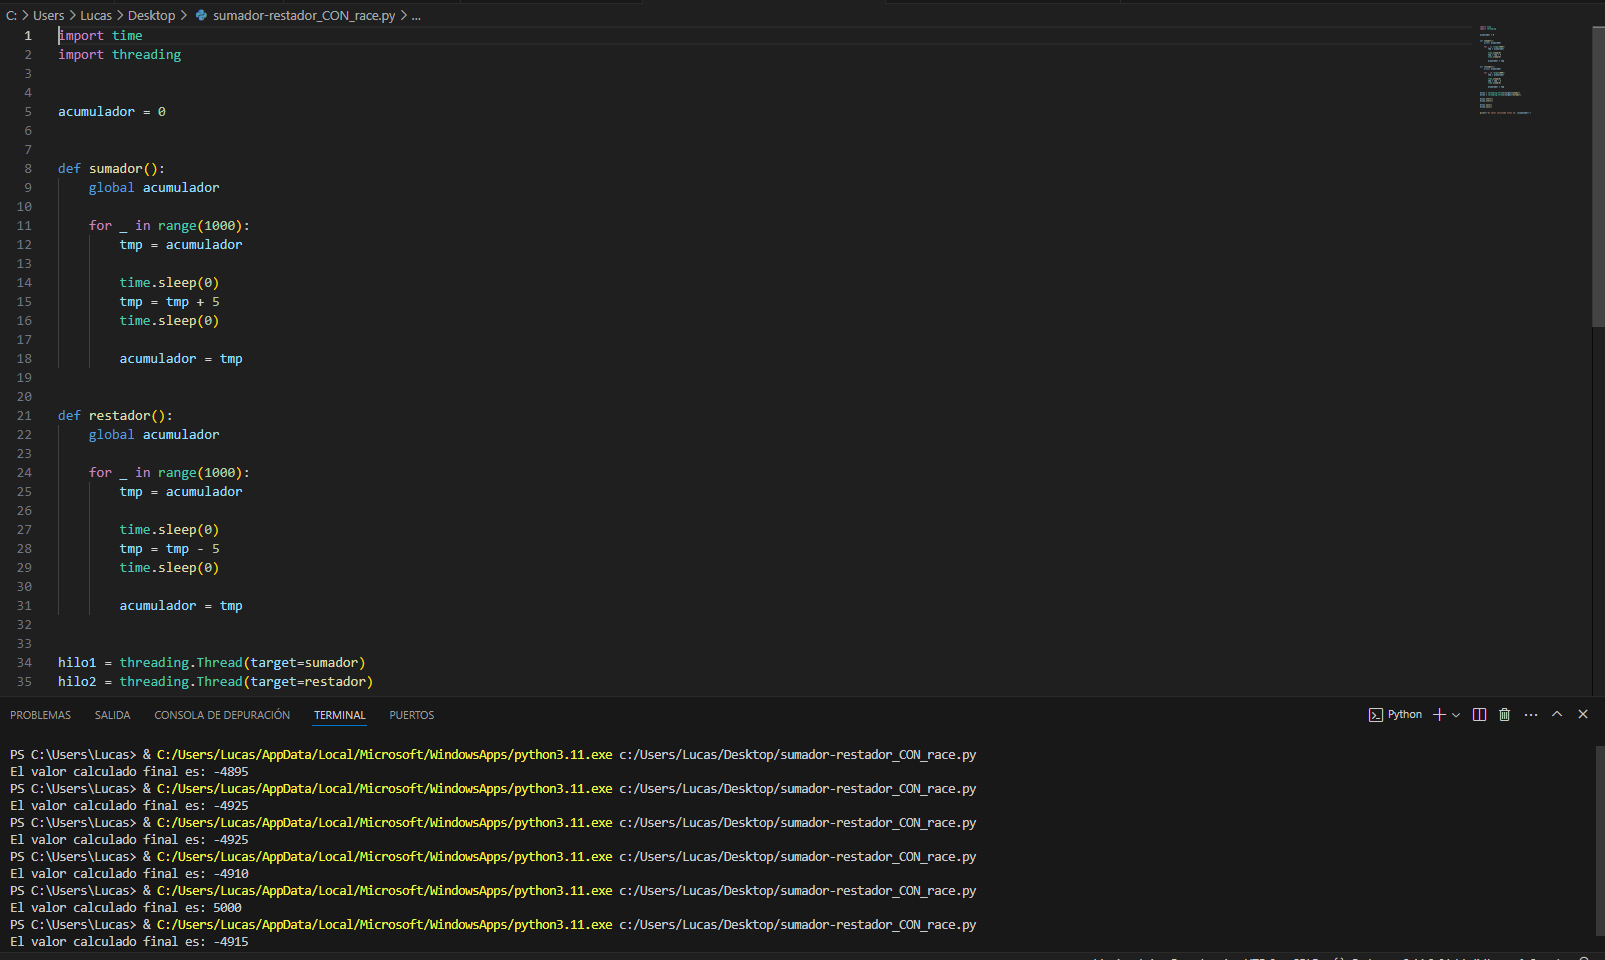 C: > Users > Lucas > Desktop > sumador-restador_CON_race.py > ...
1 import time
2 import threading
3
4
5 acumulador = 0
6
7
8 def sumador():
9 global acumulador
10
11 for _ in range(1000):
12 tmp = acumulador
13
14 time.sleep(0)
15 tmp = tmp + 5
16 time.sleep(0)
17
18 acumulador = tmp
19
20
21 def restador():
22 global acumulador
23
24 for _ in range(1000):
25 tmp = acumulador
26
27 time.sleep(0)
28 tmp = tmp - 5
29 time.sleep(0)
30
31 acumulador = tmp
32
33
34 hilo1 = threading.Thread(target=sumador)
35 hilo2 = threading.Thread(target=restador)
PROBLEMAS SALIDA CONSOLA DE DEPURACIÓN TERMINAL PUERTOS Python
PS C:\Users\Lucas> & C:/Users/Lucas/AppData/Local/Microsoft/WindowsApps/python3.11.exe c:/Users/Lucas/Desktop/sumador-restador_CON_race.py
El valor calculado final es: -4895
PS C:\Users\Lucas> & C:/Users/Lucas/AppData/Local/Microsoft/WindowsApps/python3.11.exe c:/Users/Lucas/Desktop/sumador-restador_CON_race.py
El valor calculado final es: -4925
PS C:\Users\Lucas> & C:/Users/Lucas/AppData/Local/Microsoft/WindowsApps/python3.11.exe c:/Users/Lucas/Desktop/sumador-restador_CON_race.py
El valor calculado final es: -4925
PS C:\Users\Lucas> & C:/Users/Lucas/AppData/Local/Microsoft/WindowsApps/python3.11.exe c:/Users/Lucas/Desktop/sumador-restador_CON_race.py
El valor calculado final es: -4910
PS C:\Users\Lucas> & C:/Users/Lucas/AppData/Local/Microsoft/WindowsApps/python3.11.exe c:/Users/Lucas/Desktop/sumador-restador_CON_race.py
El valor calculado final es: 5000
PS C:\Users\Lucas> & C:/Users/Lucas/AppData/Local/Microsoft/WindowsApps/python3.11.exe c:/Users/Lucas/Desktop/sumador-restador_CON_race.py
El valor calculado final es: -4915